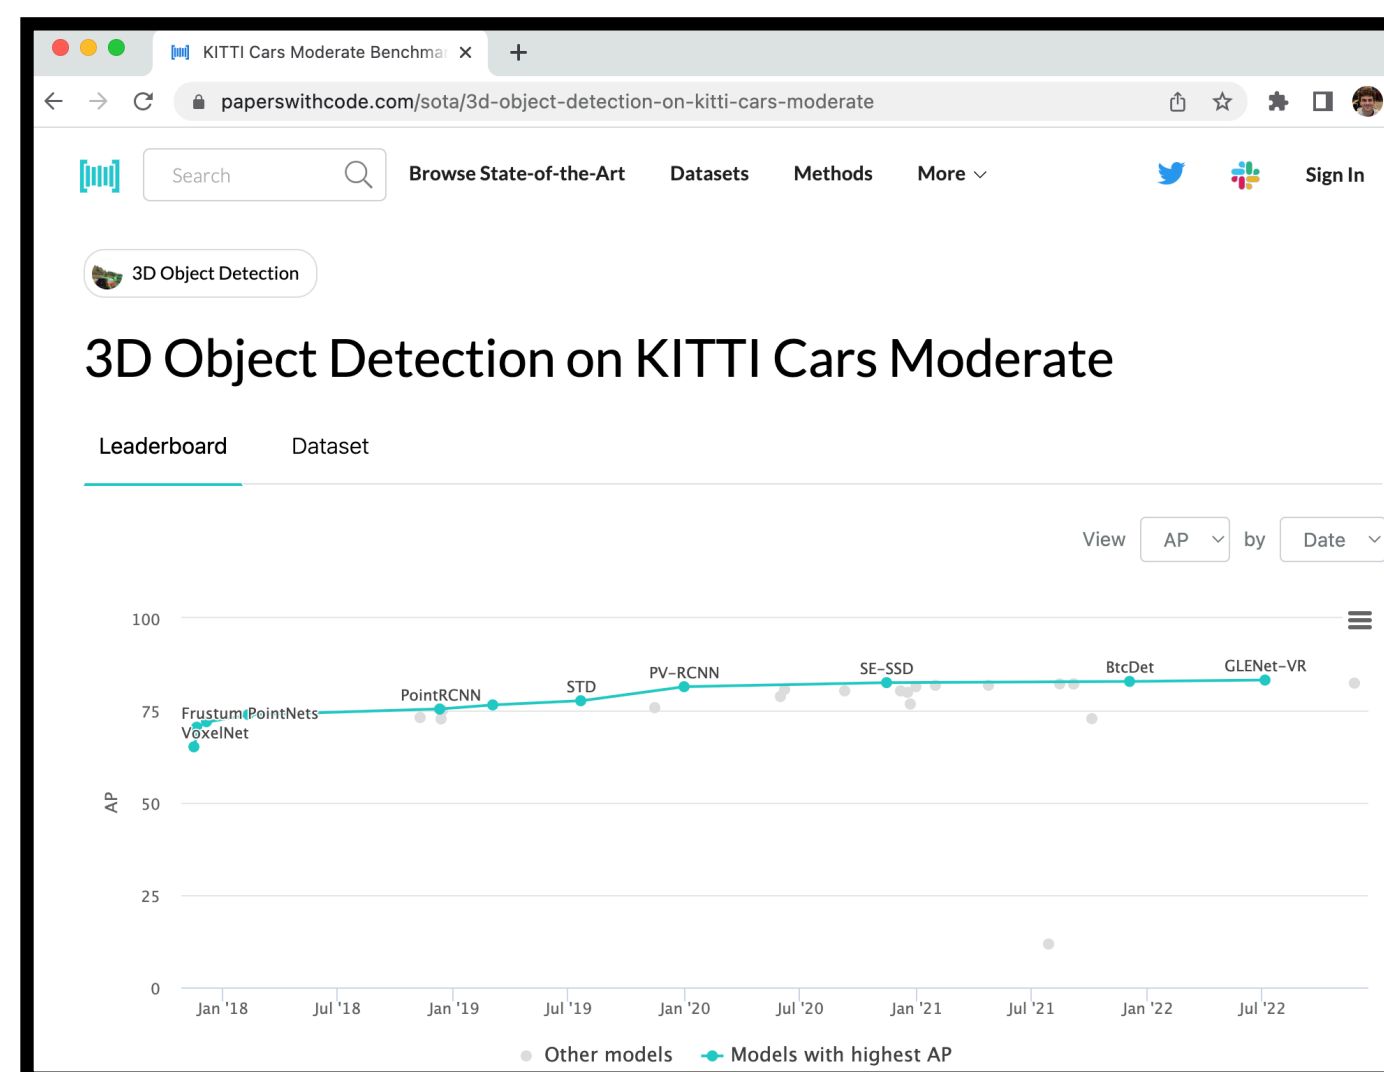 KITTI Cars Moderate Benchmar
paperswithcode.com/sota/3d-object-detection-on-kitti-cars-moderate
Search Browse State-of-the-Art Datasets Methods More Sign In
3D Object Detection
3D Object Detection on KITTI Cars Moderate
Leaderboard Dataset
View AP by Date
100
75
50
25
0
AP
VoxelNet
Frustum PointNets
PointRCNN
STD
PV-RCNN
SE-SSD
BtcDet
GLENet-VR
Jan '18 Jul '18 Jan '19 Jul '19 Jan '20 Jul '20 Jan '21 Jul '21 Jan '22 Jul '22
Other models Models with highest AP